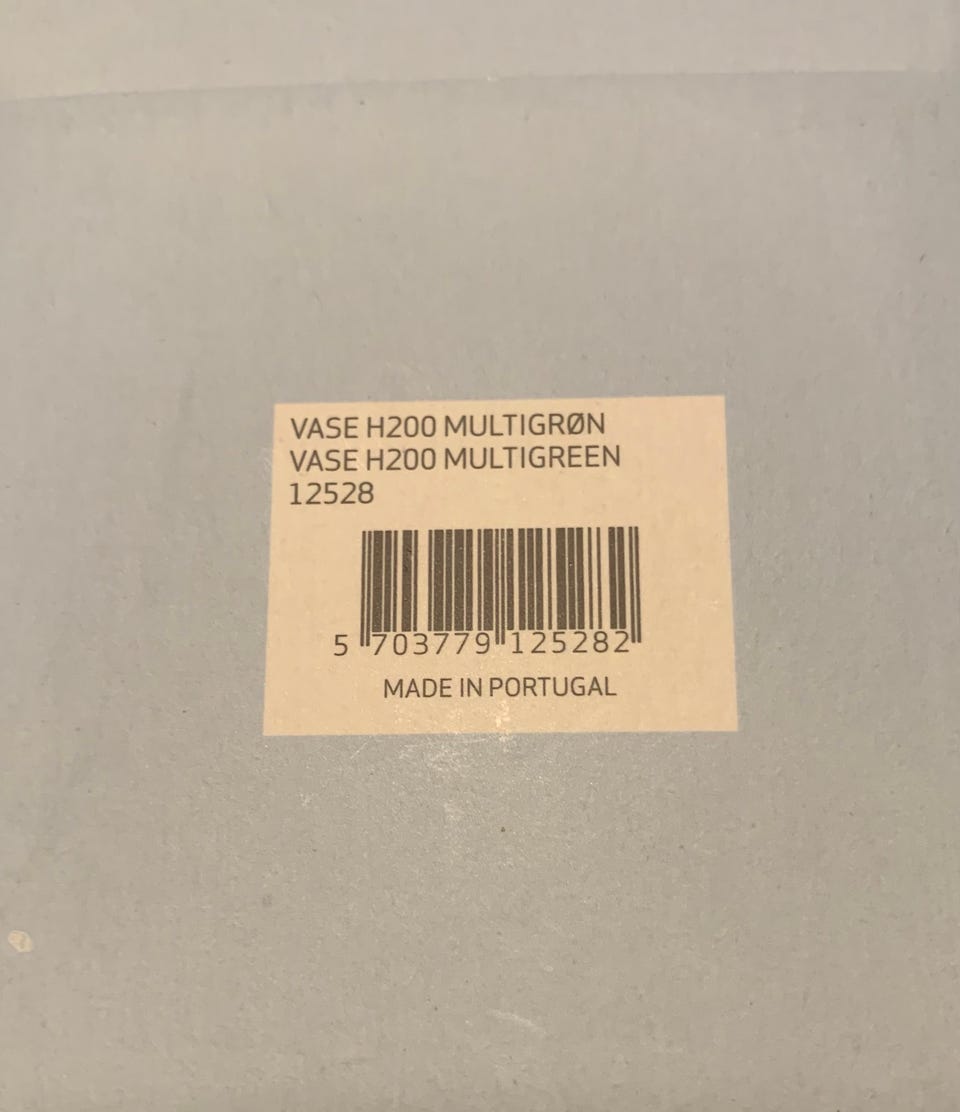 VASE H200 MULTIGRØN
VASE H200 MULTIGREEN
12528
5 703779 125282
MADE IN PORTUGAL